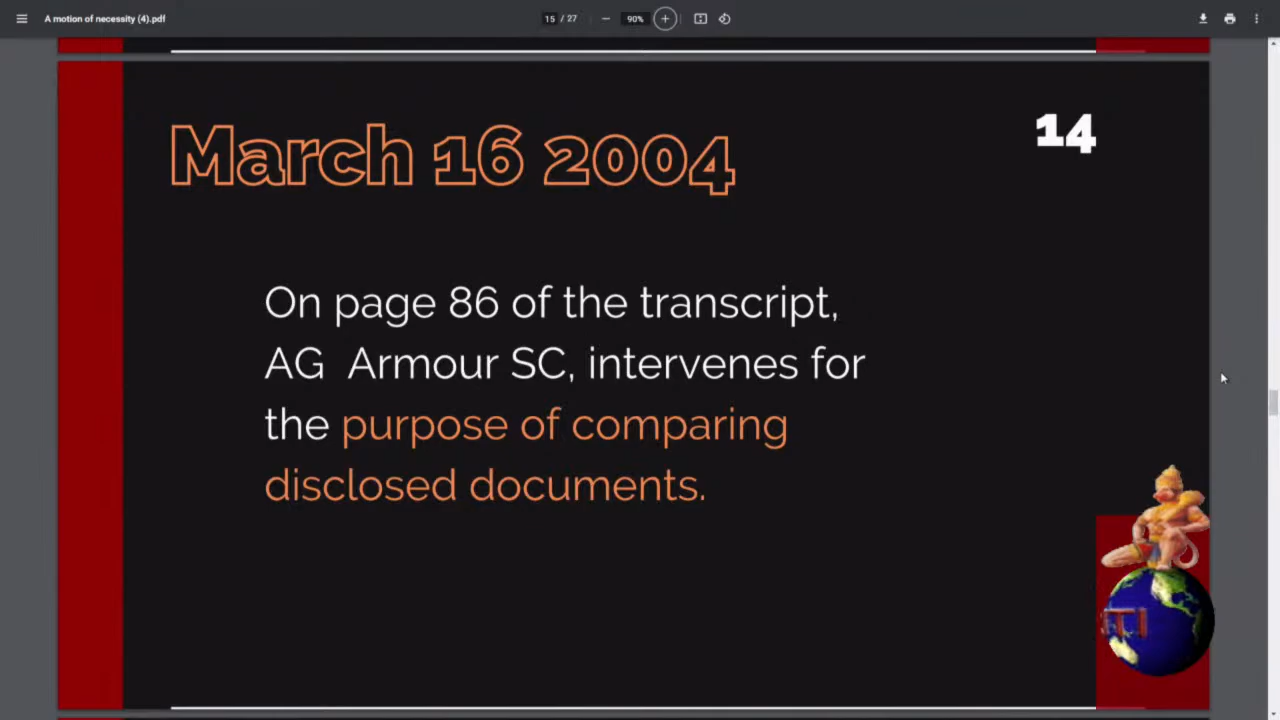 A motion of necessity (4).pdf
15 / 27
90%
March 16 2004
14
On page 86 of the transcript,
AG Armour SC, intervenes for
the purpose of comparing
disclosed documents.